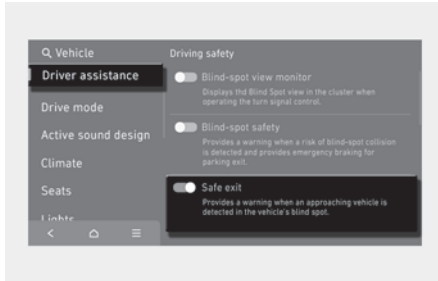 Vehicle
Driver assistance
Drive mode
Active sound design
Climate
Seats
Lights
Driving safety
Blind-spot view monitor
Displays thd Blind Spot view in the cluster when
operating the turn signal control.
Blind-spot safety
Provides a warning when a risk of blind-spot collision
is detected and provides emergency braking for
parking exit.
Safe exit
Provides a warning when an approaching vehicle is
detected in the vehicle's blind spot.